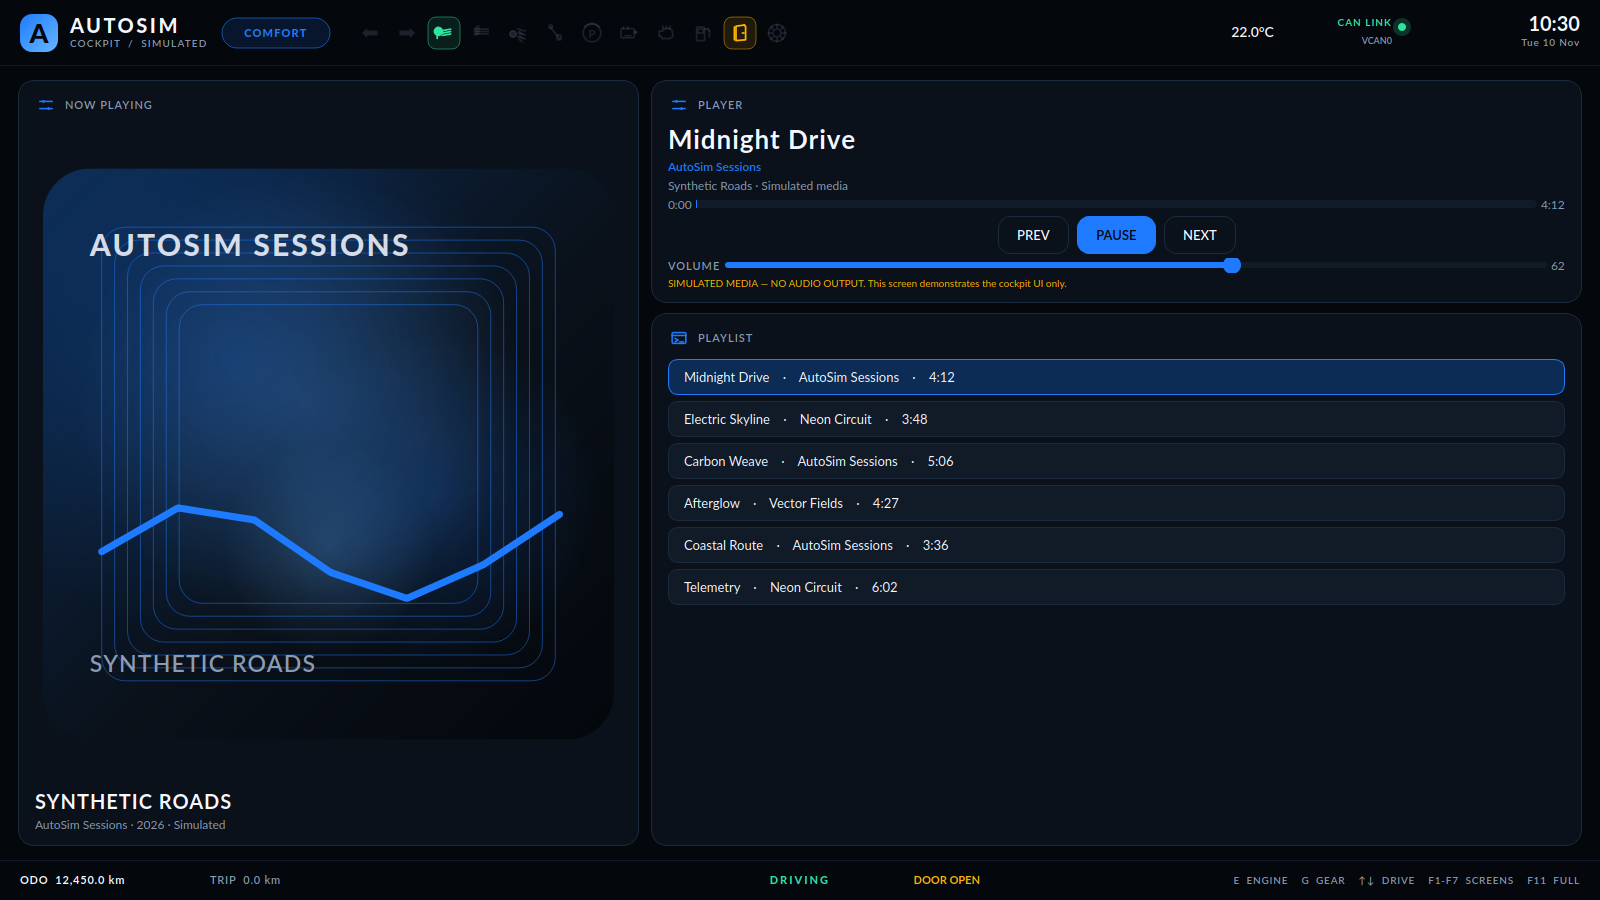 A AUTOSIM
COCKPIT / SIMULATED
COMFORT
P
22.0°C
CAN LINK
VCAN0
10:30
Tue 10 Nov
NOW PLAYING
AUTOSIM SESSIONS
SYNTHETIC ROADS
SYNTHETIC ROADS
AutoSim Sessions · 2026 · Simulated
PLAYER
Midnight Drive
AutoSim Sessions
Synthetic Roads · Simulated media
0:00 4:12
PREV PAUSE NEXT
VOLUME 62
SIMULATED MEDIA — NO AUDIO OUTPUT. This screen demonstrates the cockpit UI only.
PLAYLIST
Midnight Drive · AutoSim Sessions · 4:12
Electric Skyline · Neon Circuit · 3:48
Carbon Weave · AutoSim Sessions · 5:06
Afterglow · Vector Fields · 4:27
Coastal Route · AutoSim Sessions · 3:36
Telemetry · Neon Circuit · 6:02
ODO 12,450.0 km TRIP 0.0 km DRIVING DOOR OPEN E ENGINE G GEAR ↑↓ DRIVE F1-F7 SCREENS F11 FULL